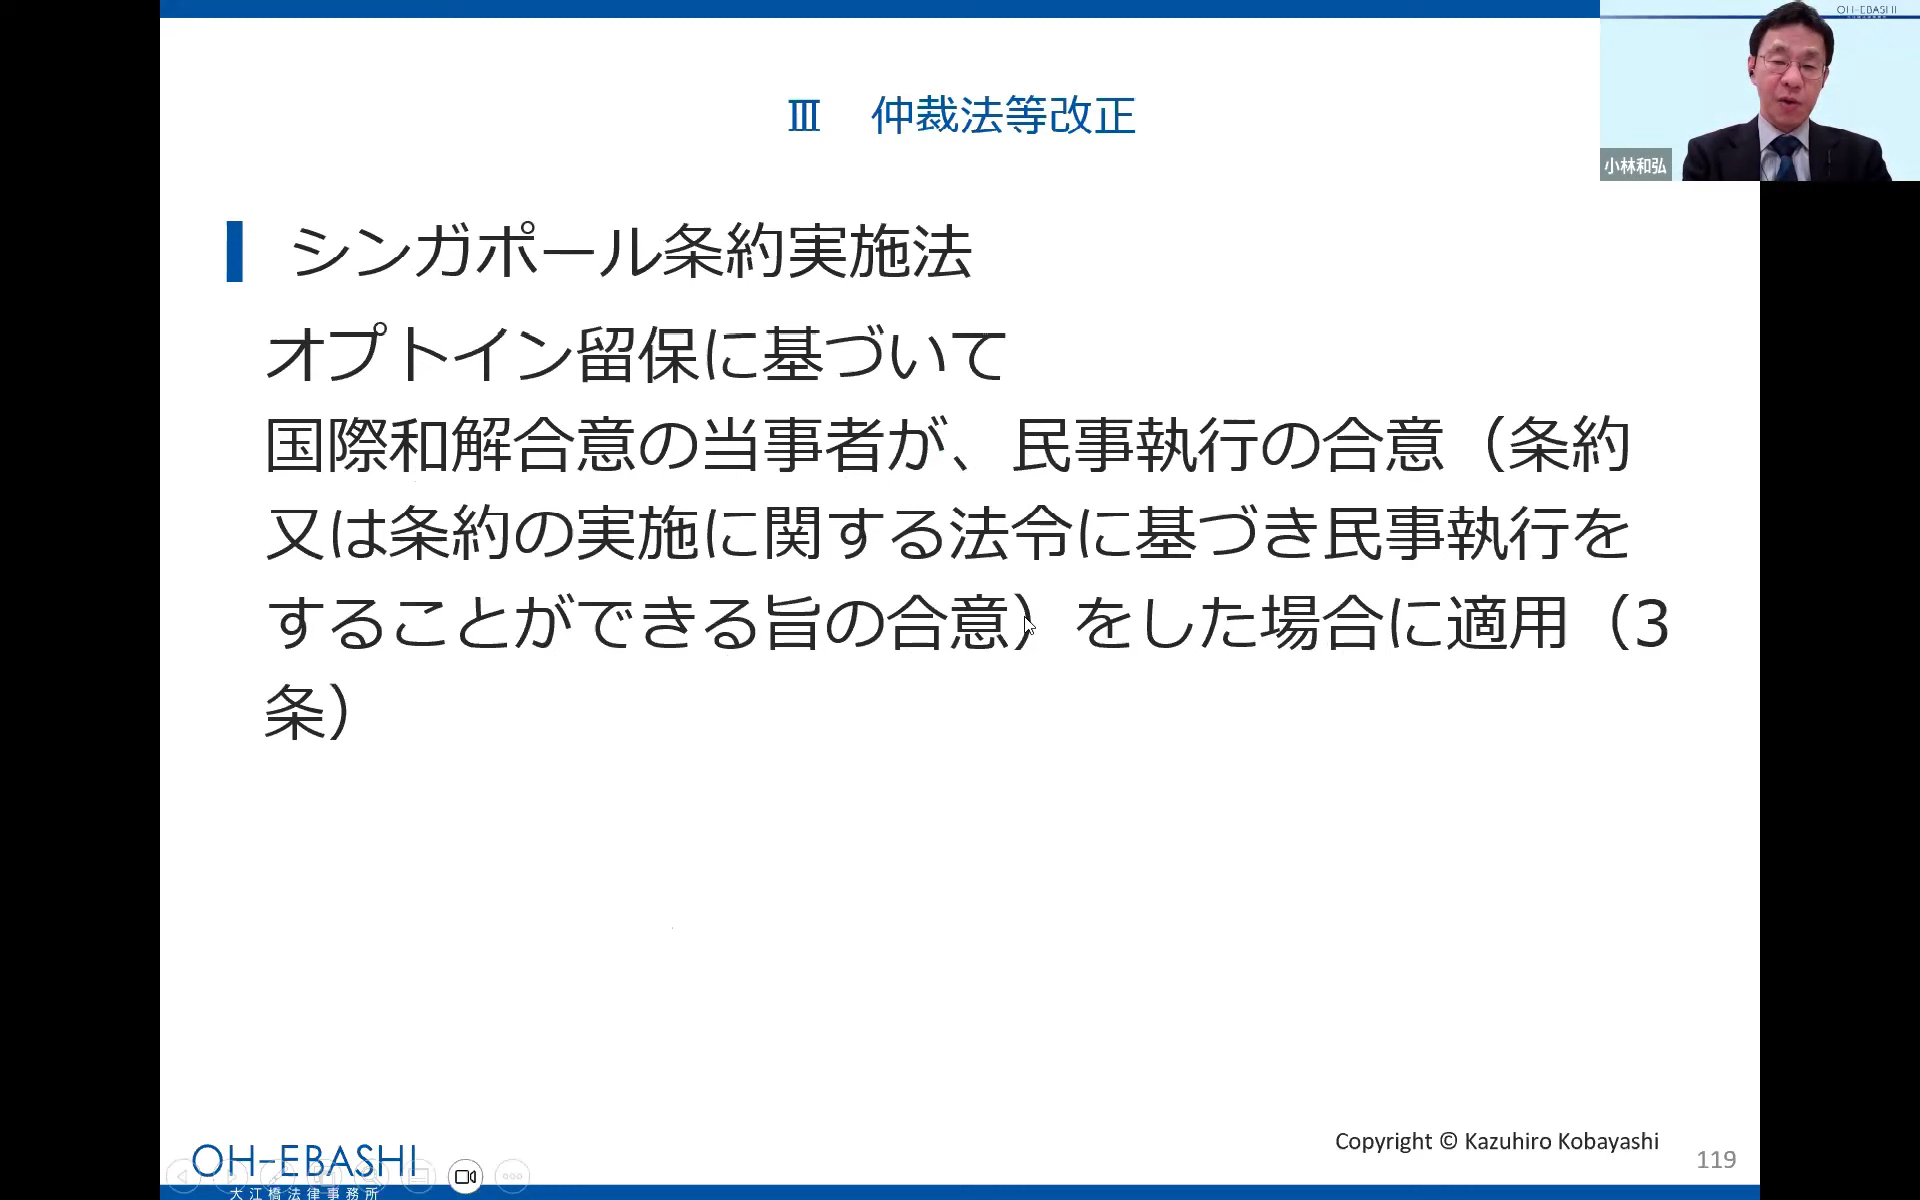 OH-EBASHI
小林和弘
Ⅲ　仲裁法等改正
シンガポール条約実施法
オプトイン留保に基づいて
国際和解合意の当事者が、民事執行の合意（条約
又は条約の実施に関する法令に基づき民事執行を
することができる旨の合意）をした場合に適用（3
条）
Copyright © Kazuhiro Kobayashi
119
OH-EBASHI
大江橋法律事務所